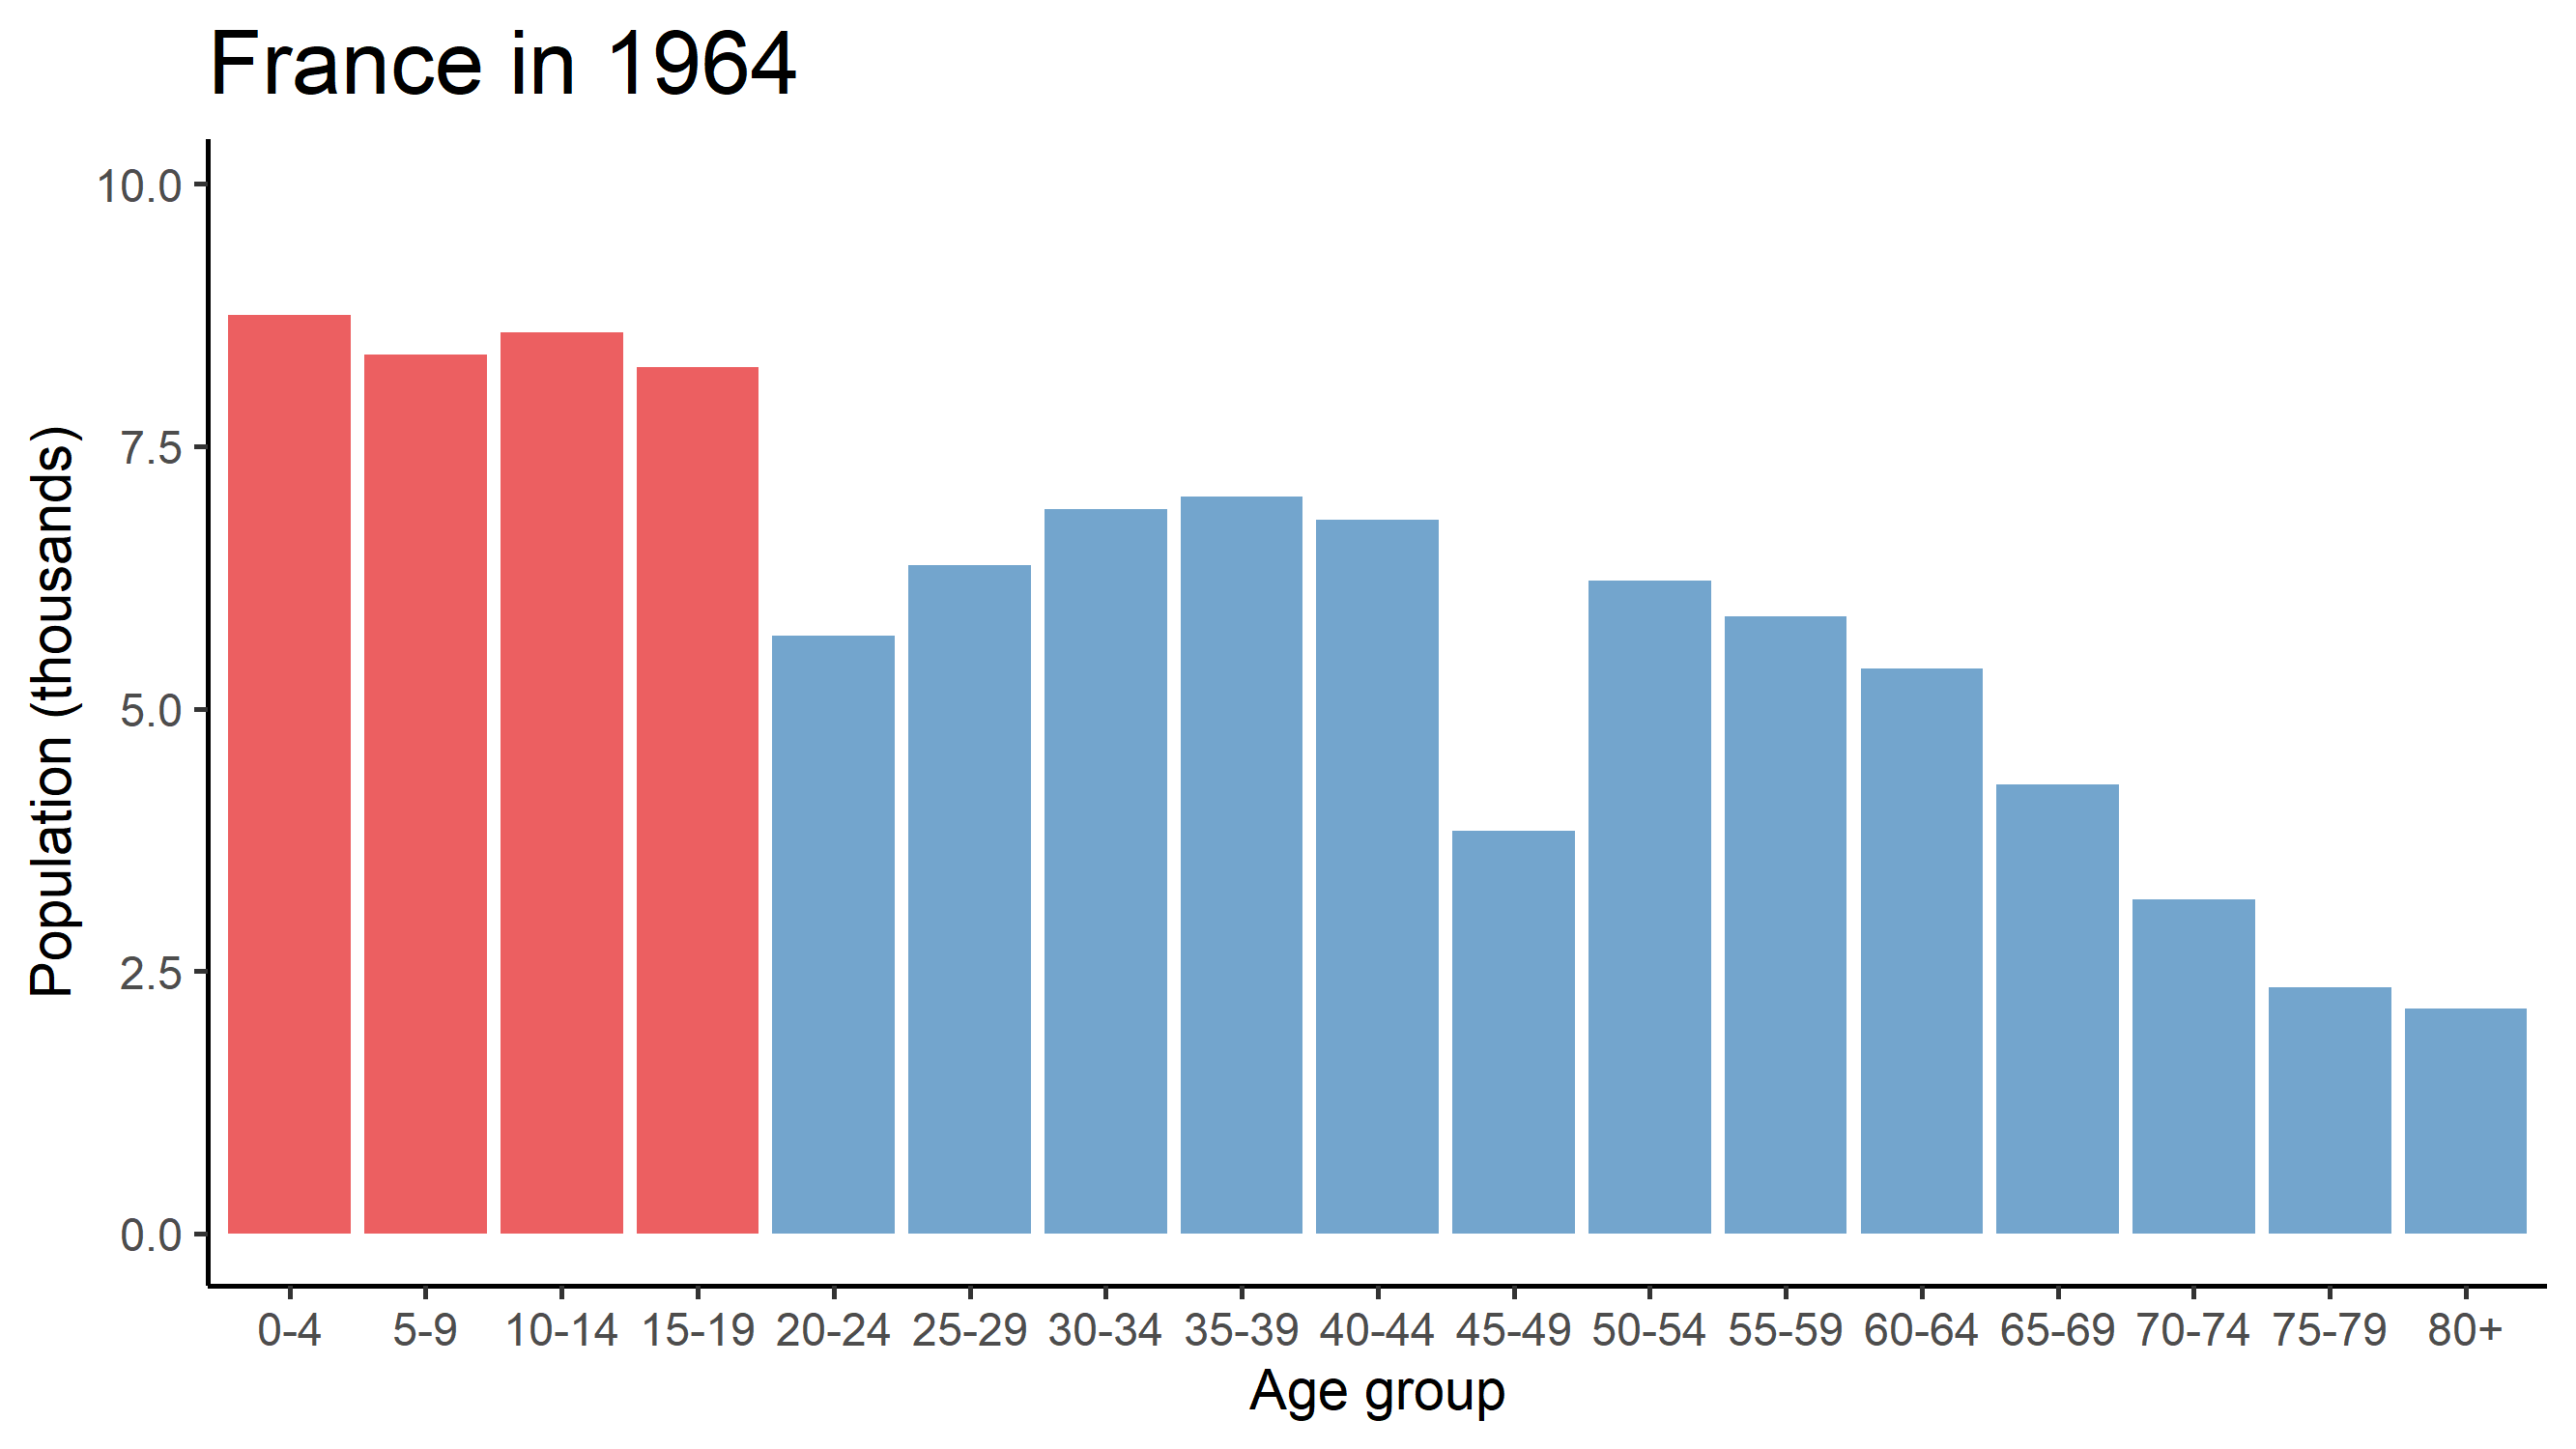 France in 1964
Population (thousands)
10.0
7.5
5.0
2.5
0.0
0-4 5-9 10-14 15-19 20-24 25-29 30-34 35-39 40-44 45-49 50-54 55-59 60-64 65-69 70-74 75-79 80+
Age group